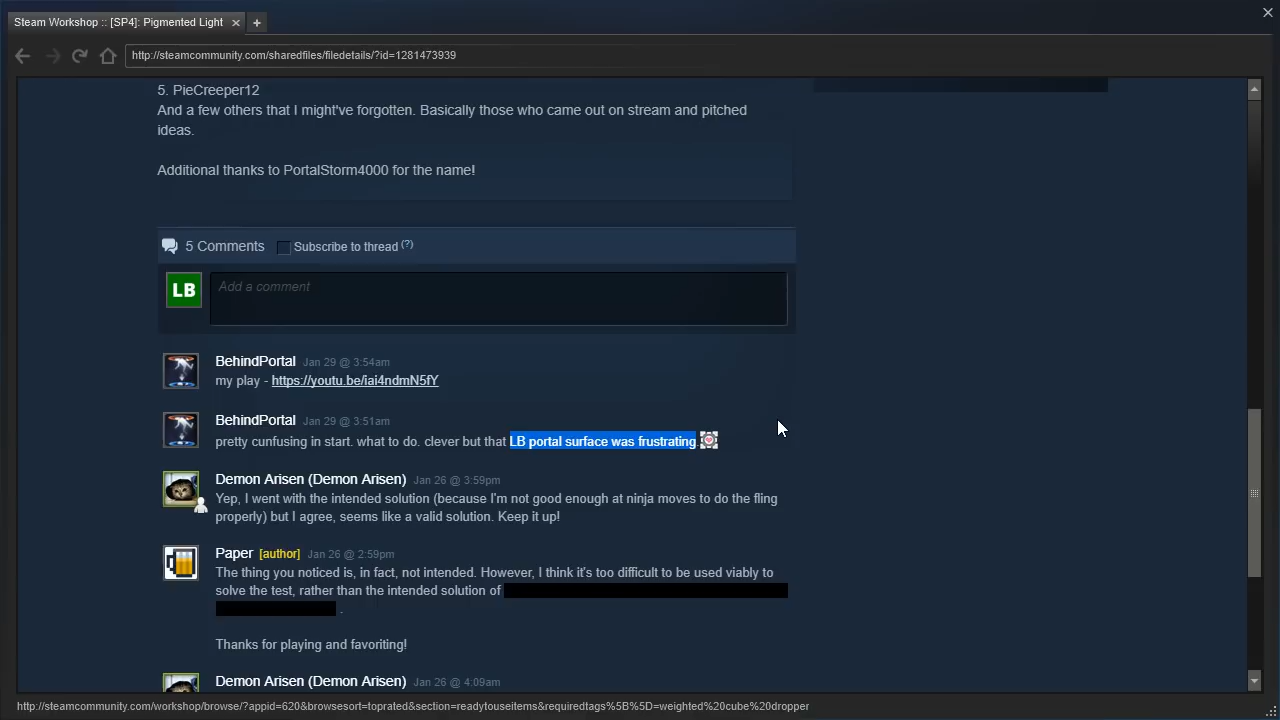 Steam Workshop :: [SP4]: Pigmented Light
http://steamcommunity.com/sharedfiles/filedetails/?id=1281473939
5. PieCreeper12
And a few others that I might've forgotten. Basically those who came out on stream and pitched
ideas.
Additional thanks to PortalStorm4000 for the name!
5 Comments Subscribe to thread (?)
LB Add a comment
BehindPortal Jan 29 @ 3:54am
my play - https://youtu.be/iai4ndmN5fY
BehindPortal Jan 29 @ 3:51am
pretty cunfusing in start. what to do. clever but that LB portal surface was frustrating.
Demon Arisen (Demon Arisen) Jan 26 @ 3:59pm
Yep, I went with the intended solution (because I'm not good enough at ninja moves to do the fling
properly) but I agree, seems like a valid solution. Keep it up!
Paper [author] Jan 26 @ 2:59pm
The thing you noticed is, in fact, not intended. However, I think it's too difficult to be used viably to
solve the test, rather than the intended solution of
.
Thanks for playing and favoriting!
Demon Arisen (Demon Arisen) Jan 26 @ 4:09am
http://steamcommunity.com/workshop/browse/?appid=620&browsesort=toprated&section=readytouseitems&requiredtags%5B%5D=weighted%20cube%20dropper